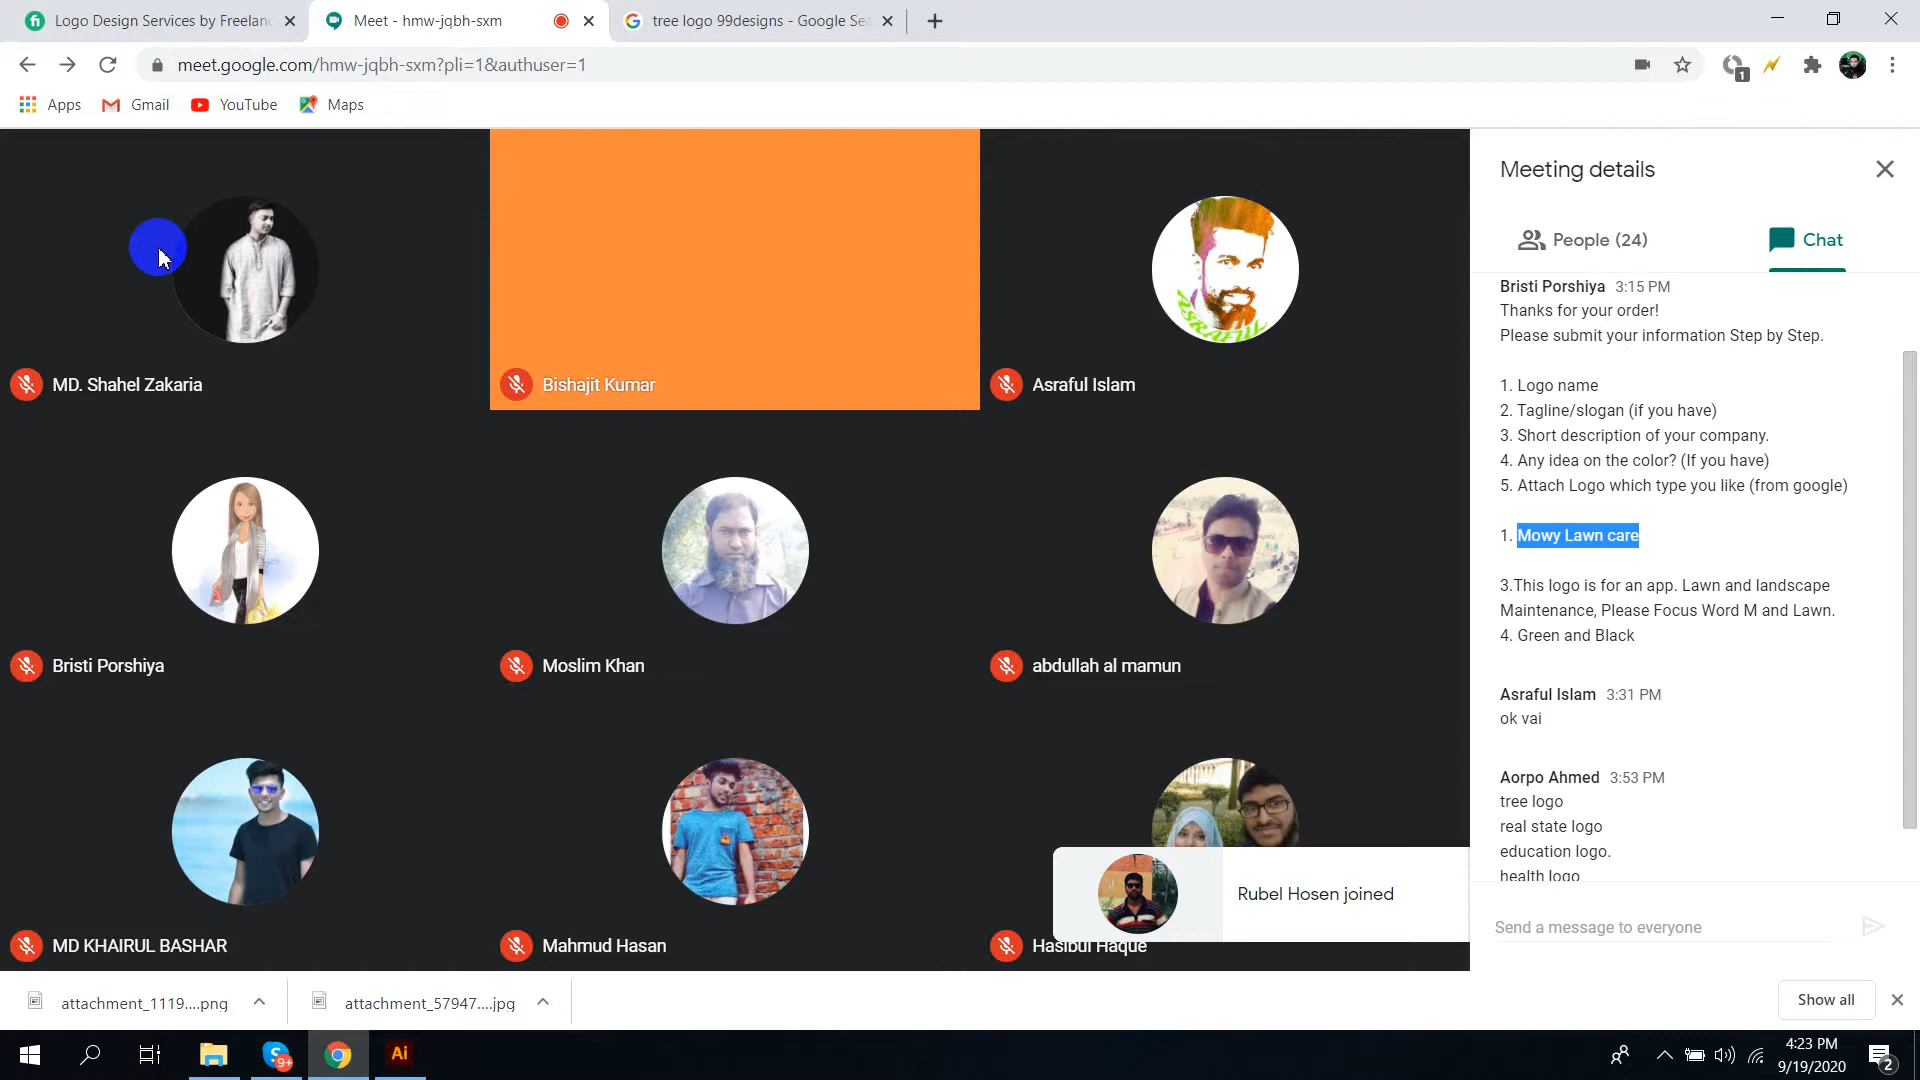 Logo Design Services by Freelanc
Meet - hmw-jqbh-sxm
tree logo 99designs - Google Sea
meet.google.com/hmw-jqbh-sxm?pli=1&authuser=1
1
Apps
Gmail
YouTube
Maps
MD. Shahel Zakaria
Bishajit Kumar
ASRAFUL
Asraful Islam
Bristi Porshiya
Moslim Khan
abdullah al mamun
MD KHAIRUL BASHAR
Mahmud Hasan
Hasibul Haque
Rubel Hosen joined
Meeting details
People (24)
Chat
Bristi Porshiya 3:15 PM
Thanks for your order!
Please submit your information Step by Step.
1. Logo name
2. Tagline/slogan (if you have)
3. Short description of your company.
4. Any idea on the color? (If you have)
5. Attach Logo which type you like (from google)
1. Mowy Lawn care
3.This logo is for an app. Lawn and landscape
Maintenance, Please Focus Word M and Lawn.
4. Green and Black
Asraful Islam 3:31 PM
ok vai
Aorpo Ahmed 3:53 PM
tree logo
real state logo
education logo.
health logo
Send a message to everyone
attachment_1119....png
attachment_57947....jpg
Show all
S
9+
Ai
4:23 PM
9/19/2020
2